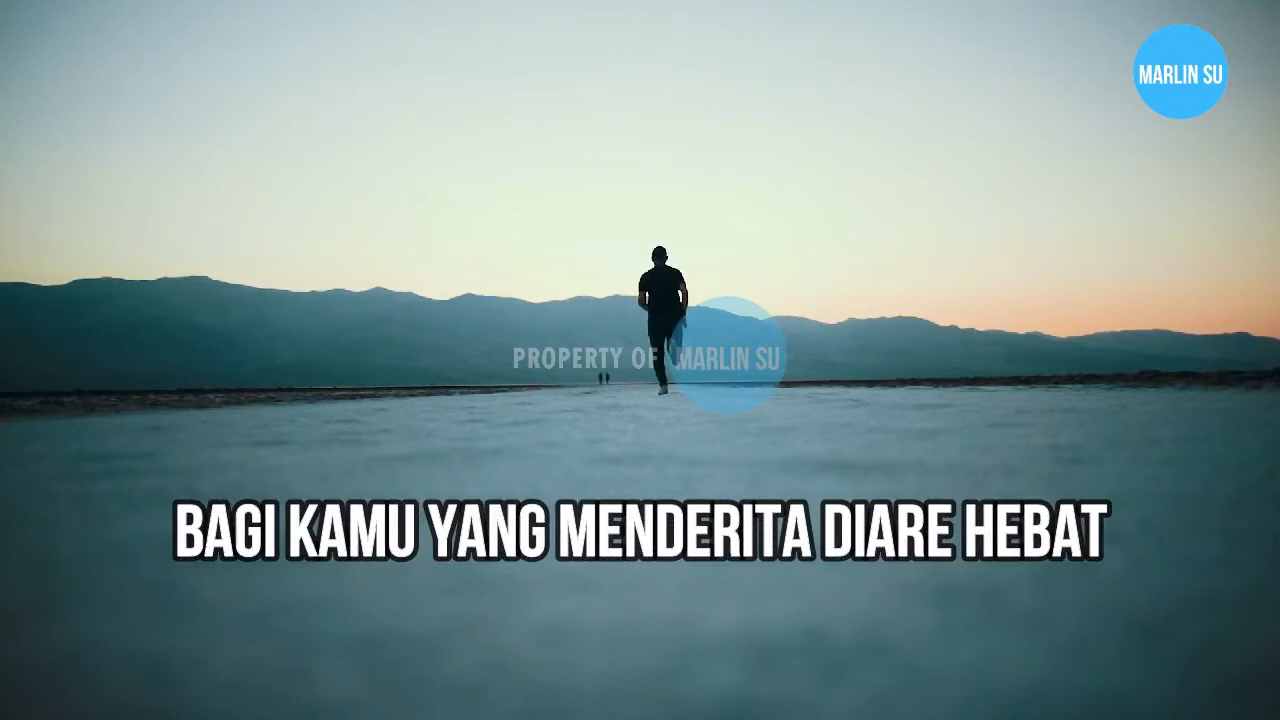 MARLIN SU
PROPERTY OF MARLIN SU
BAGI KAMU YANG MENDERITA DIARE HEBAT